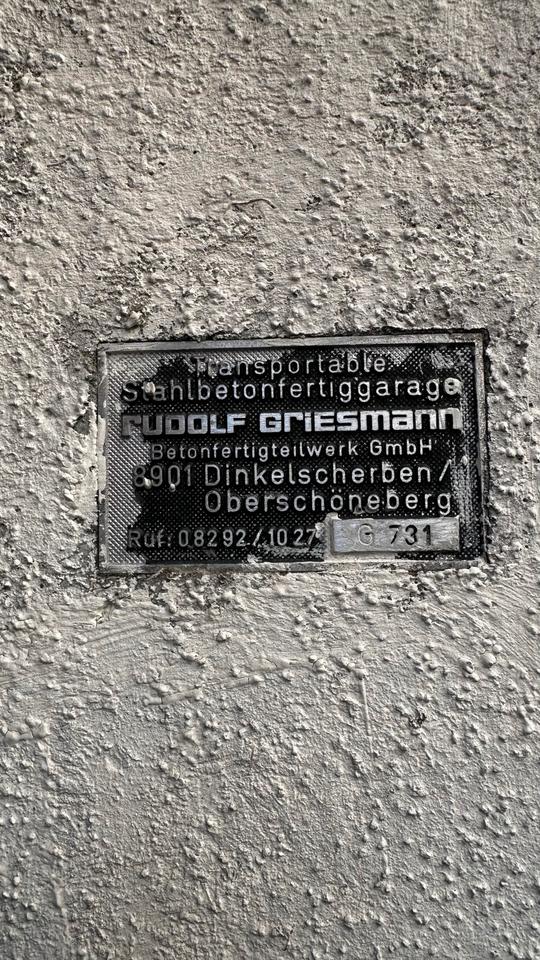 Transportable
Stahlbetonfertiggarage
RUDOLF GRIESMANN
Betonfertigteilwerk GmbH
8901 Dinkelscherben/
Oberschöneberg
Ruf: 08292/1027
G 731